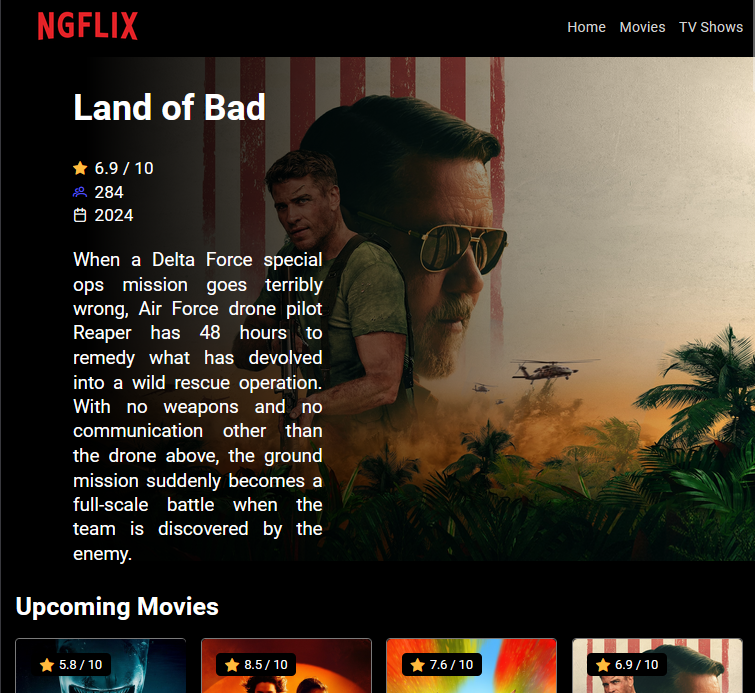 NGFLIX
Home Movies TV Shows
Land of Bad
6.9 / 10
284
2024
When a Delta Force special
ops mission goes terribly
wrong, Air Force drone pilot
Reaper has 48 hours to
remedy what has devolved
into a wild rescue operation.
With no weapons and no
communication other than
the drone above, the ground
mission suddenly becomes a
full-scale battle when the
team is discovered by the
enemy.
Upcoming Movies
5.8 / 10
8.5 / 10
7.6 / 10
6.9 / 10